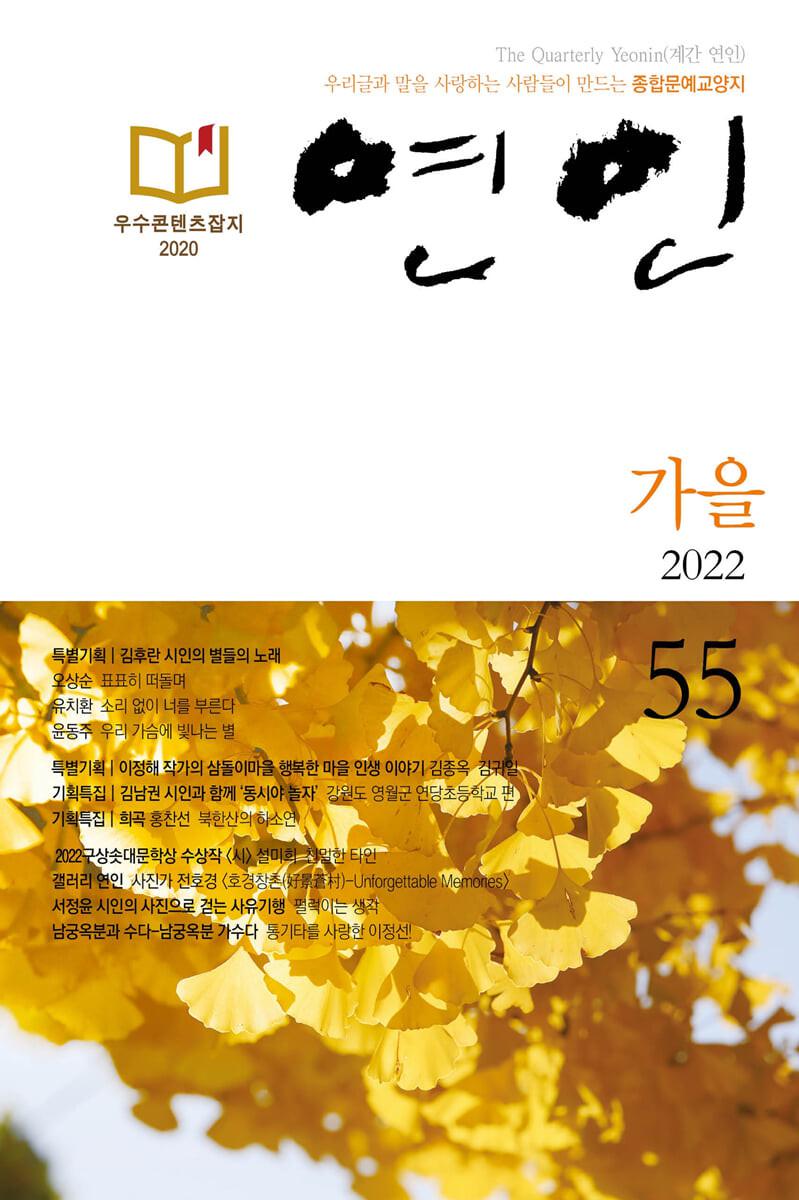 The Quarterly Yeonin(계간 연인)
우리글과 말을 사랑하는 사람들이 만드는 종합문예교양지
연인
우수콘텐츠잡지
2020
가을
2022
55
특별기획 | 김후란 시인의 별들의 노래
오상순 표표히 떠돌며
유치환 소리 없이 너를 부른다
윤동주 우리 가슴에 빛나는 별
특별기획 | 이정해 작가의 삼돌이마을 행복한 마을 인생 이야기 김종옥 김귀일
기획특집 | 김남권 시인과 함께 ‘동시야 놀자’ 강원도 영월군 연당초등학교 편
기획특집 | 희곡 홍찬선 북한산의 하소연
2022구상솟대문학상 수상작 〈시〉 설미희 친밀한 타인
갤러리 연인 사진가 전호경 〈호경창촌(好景蒼村)-Unforgettable Memories〉
서정윤 시인의 사진으로 걷는 사유기행 펄럭이는 생각
남궁옥분과 수다-남궁옥분 가수다 통기타를 사랑한 이정선!